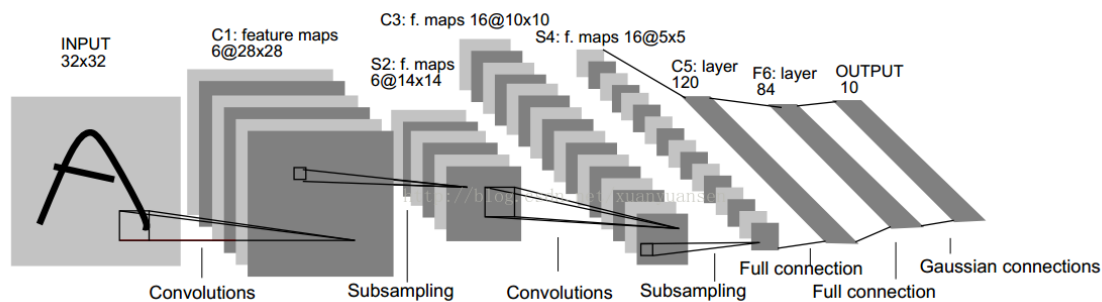 INPUT
32x32
C1: feature maps
6@28x28
S2: f. maps
6@14x14
C3: f. maps 16@10x10
S4: f. maps 16@5x5
C5: layer
120
F6: layer
84
OUTPUT
10
Convolutions
Subsampling
Convolutions
Subsampling
Full connection
Full connection
Gaussian connections